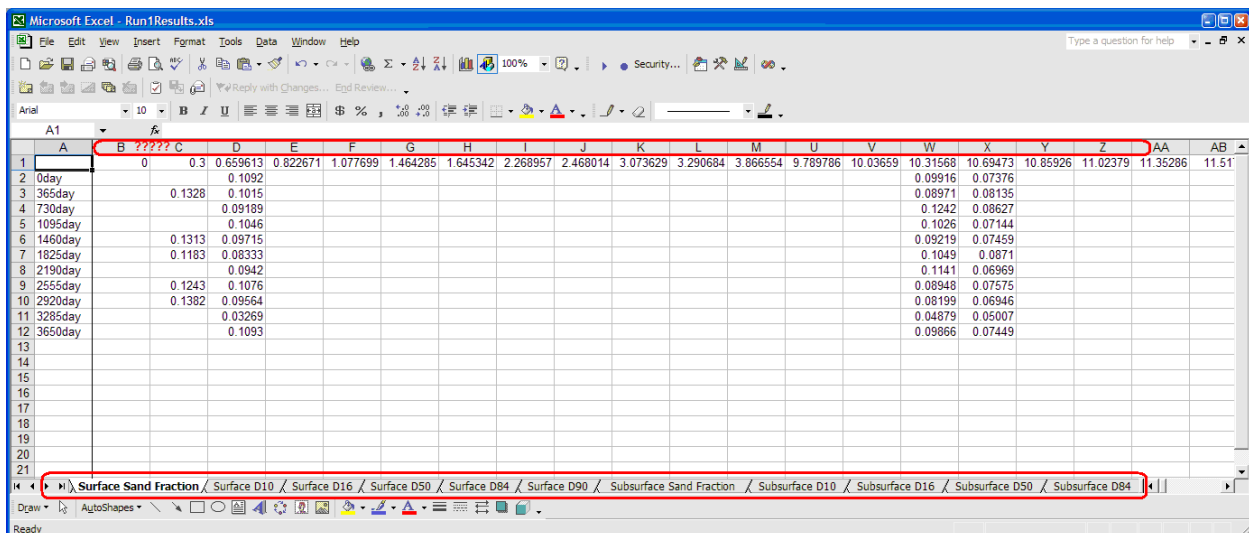 Microsoft Excel - Run1Results.xls
File Edit View Insert Format Tools Data Window Help Type a question for help
100% Security...
Reply with Changes... End Review...
Arial 10 B I U $ % ,
A1 fx
A B ????? C D E F G H I J K L M U V W X Y Z AA AB
1 0 0.3 0.659613 0.822671 1.077699 1.464285 1.645342 2.268957 2.468014 3.073629 3.290684 3.866554 9.789786 10.03659 10.31568 10.69473 10.85926 11.02379 11.35286 11.51
2 0day 0.1092 0.09916 0.07376
3 365day 0.1328 0.1015 0.08971 0.08135
4 730day 0.09189 0.1242 0.08627
5 1095day 0.1046 0.1026 0.07144
6 1460day 0.1313 0.09715 0.09219 0.07459
7 1825day 0.1183 0.08333 0.1049 0.0871
8 2190day 0.0942 0.1141 0.06969
9 2555day 0.1243 0.1076 0.08948 0.07575
10 2920day 0.1382 0.09564 0.08199 0.06946
11 3285day 0.03269 0.04879 0.05007
12 3650day 0.1093 0.09866 0.07449
13
14
15
16
17
18
19
20
21
Surface Sand Fraction / Surface D10 / Surface D16 / Surface D50 / Surface D84 / Surface D90 / Subsurface Sand Fraction / Subsurface D10 / Subsurface D16 / Subsurface D50 / Subsurface D84
Draw AutoShapes
Ready